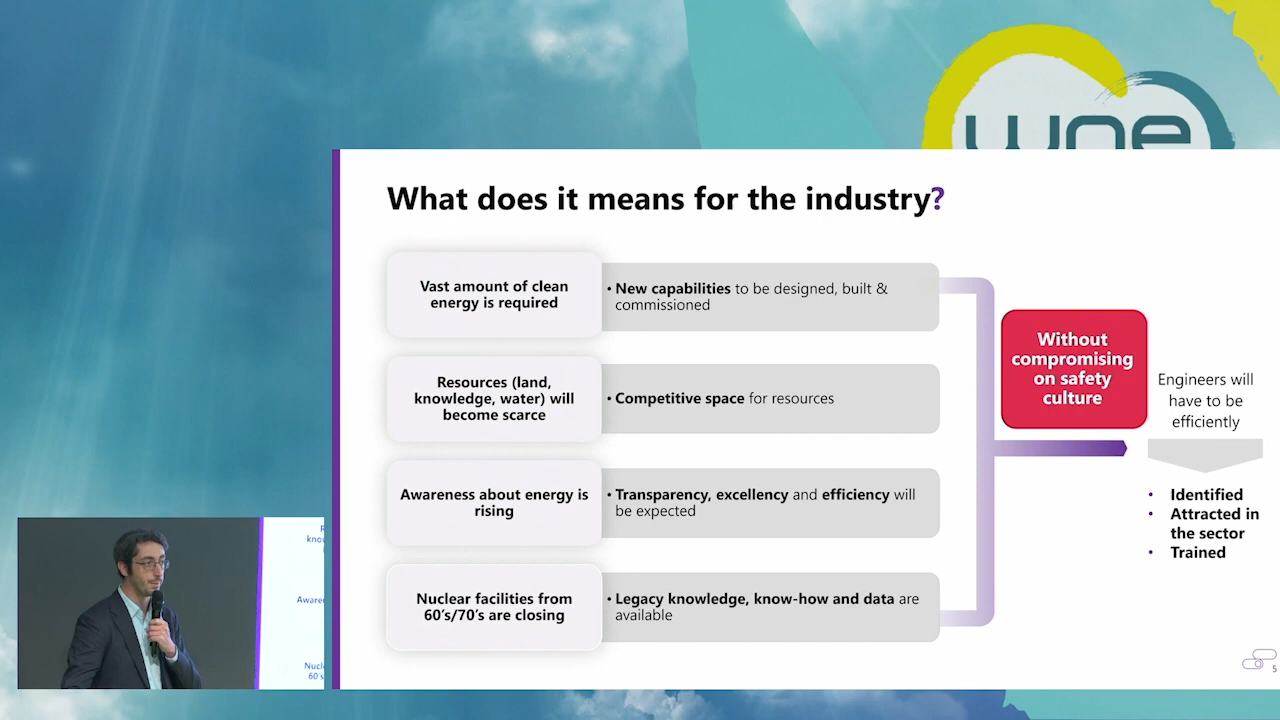 wne
What does it means for the industry?
Vast amount of clean
energy is required
• New capabilities to be designed, built &
commissioned
Resources (land,
knowledge, water) will
become scarce
• Competitive space for resources
Awareness about energy is
rising
• Transparency, excellency and efficiency will
be expected
Nuclear facilities from
60's/70's are closing
• Legacy knowledge, know-how and data are
available
Without
compromising
on safety
culture
Engineers will
have to be
efficiently
• Identified
• Attracted in
the sector
• Trained
5